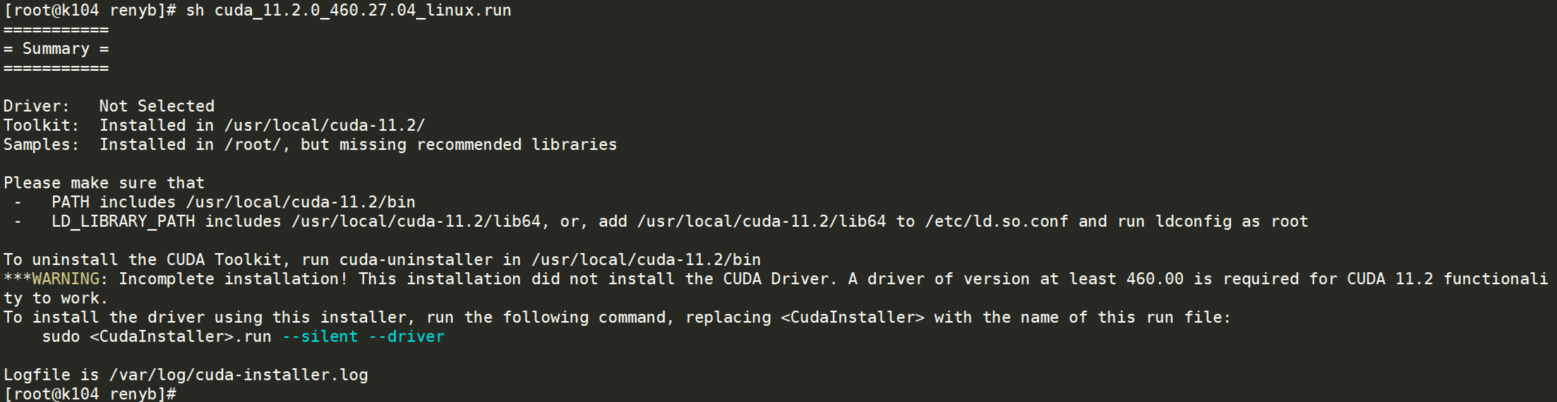 [root@k104 renyb]# sh cuda_11.2.0_460.27.04_linux.run
===========
= Summary =
===========
Driver:   Not Selected
Toolkit:  Installed in /usr/local/cuda-11.2/
Samples:  Installed in /root/, but missing recommended libraries
Please make sure that
 -   PATH includes /usr/local/cuda-11.2/bin
 -   LD_LIBRARY_PATH includes /usr/local/cuda-11.2/lib64, or, add /usr/local/cuda-11.2/lib64 to /etc/ld.so.conf and run ldconfig as root
To uninstall the CUDA Toolkit, run cuda-uninstaller in /usr/local/cuda-11.2/bin
***WARNING: Incomplete installation! This installation did not install the CUDA Driver. A driver of version at least 460.00 is required for CUDA 11.2 functionali
ty to work.
To install the driver using this installer, run the following command, replacing <CudaInstaller> with the name of this run file:
    sudo <CudaInstaller>.run --silent --driver
Logfile is /var/log/cuda-installer.log
[root@k104 renyb]#